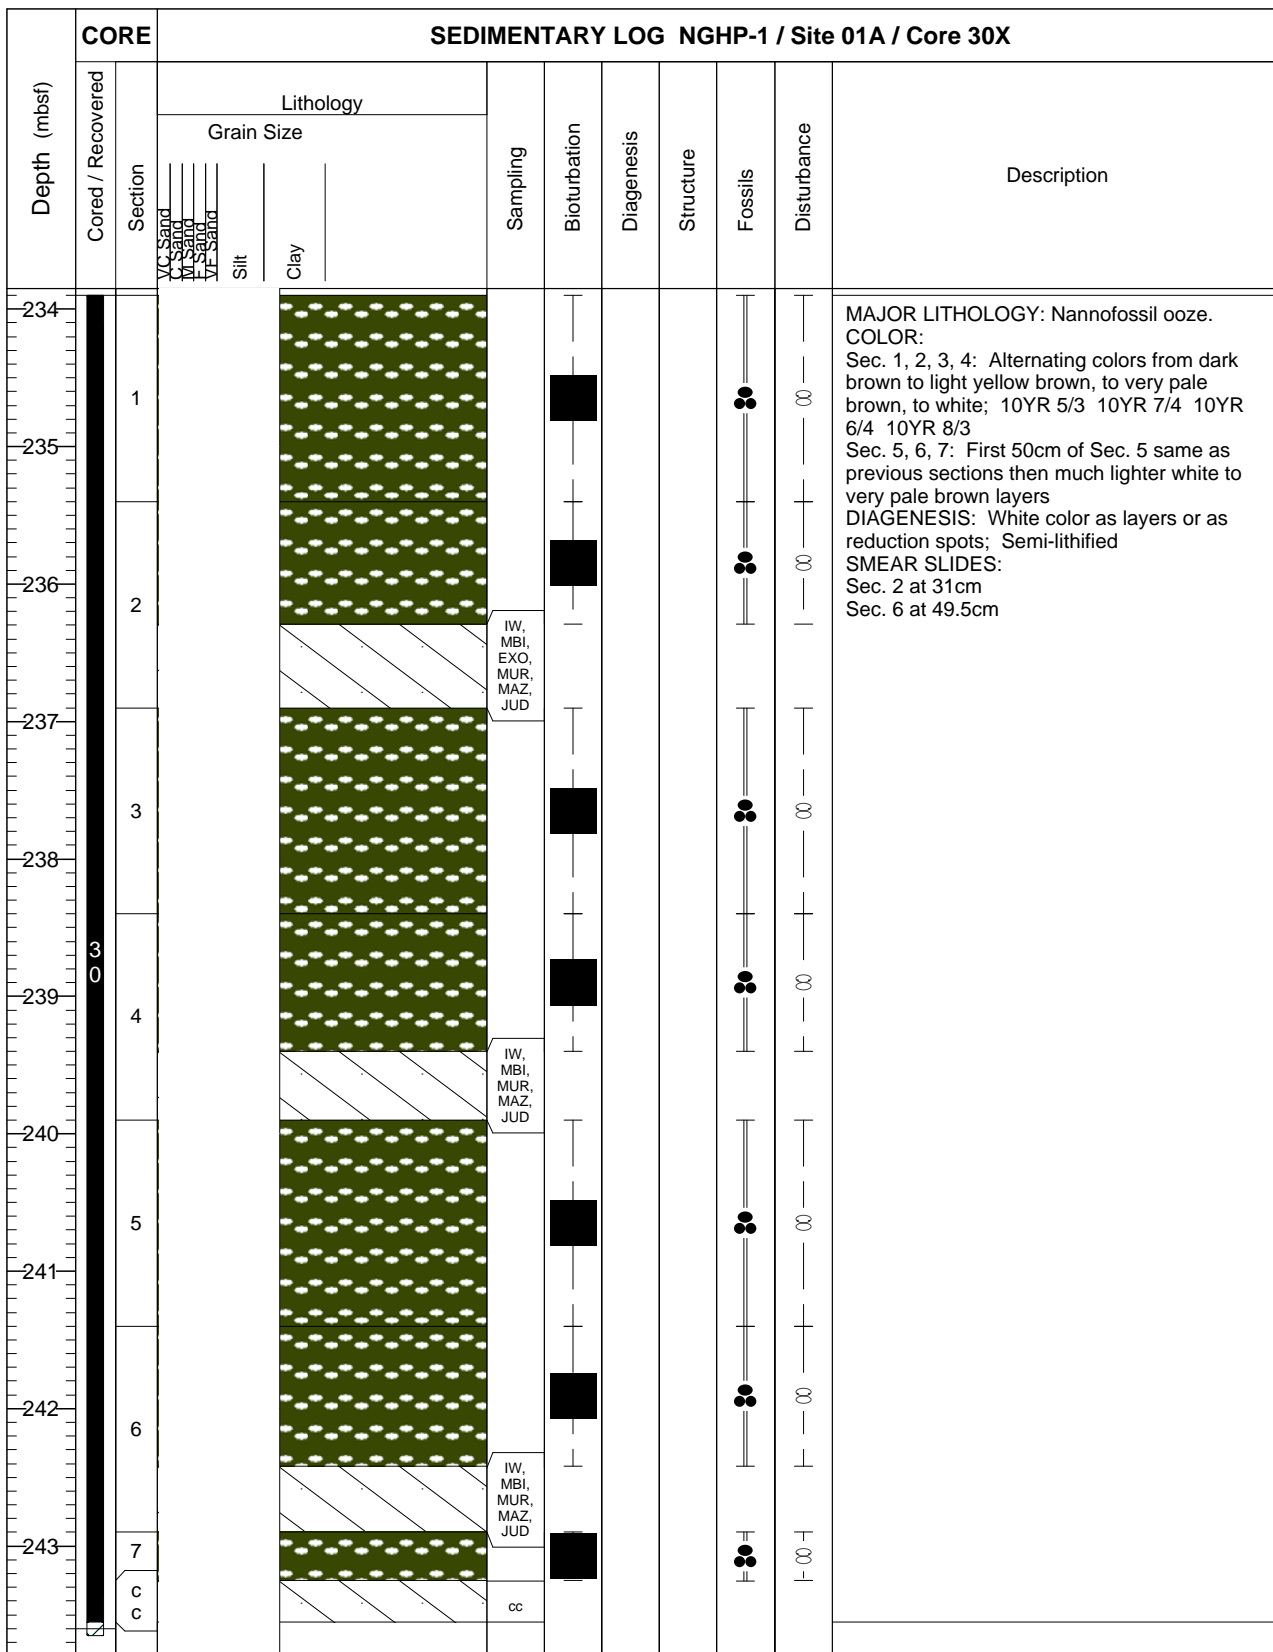 CORE
SEDIMENTARY LOG NGHP-1 / Site 01A / Core 30X
Depth (mbsf)
Cored / Recovered
Section
Lithology
Grain Size
VC Sand
C Sand
M Sand
F Sand
VF Sand
Silt
Clay
Sampling
Bioturbation
Diagenesis
Structure
Fossils
Disturbance
Description
234
235
236
237
238
239
240
241
242
243
3
0
1
2
3
4
5
6
7
c
c
IW,
MBI,
EXO,
MUR,
MAZ,
JUD
IW,
MBI,
MUR,
MAZ,
JUD
IW,
MBI,
MUR,
MAZ,
JUD
cc
MAJOR LITHOLOGY: Nannofossil ooze.
COLOR:
Sec. 1, 2, 3, 4: Alternating colors from dark
brown to light yellow brown, to very pale
brown, to white; 10YR 5/3 10YR 7/4 10YR
6/4 10YR 8/3
Sec. 5, 6, 7: First 50cm of Sec. 5 same as
previous sections then much lighter white to
very pale brown layers
DIAGENESIS: White color as layers or as
reduction spots; Semi-lithified
SMEAR SLIDES:
Sec. 2 at 31cm
Sec. 6 at 49.5cm